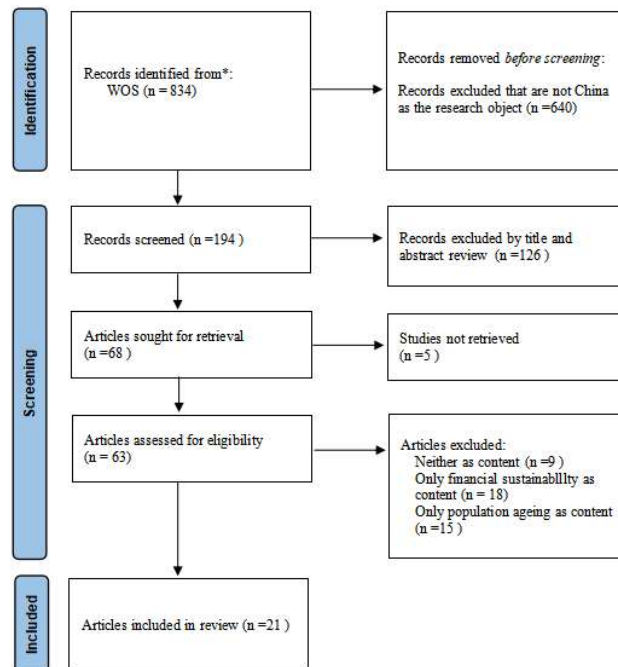 Identification
Records identified from*:
WOS (n = 834)
Records removed before screening:
Records excluded that are not China
as the research object (n =640)
Screening
Records screened (n =194 )
Records excluded by title and
abstract review (n =126 )
Articles sought for retrieval
(n =68 )
Studies not retrieved
(n =5 )
Articles assessed for eligibility
(n = 63)
Articles excluded:
Neither as content (n =9 )
Only financial sustainabllity as
content (n = 18)
Only population ageing as content
(n =15 )
Included
Articles included in review (n =21 )